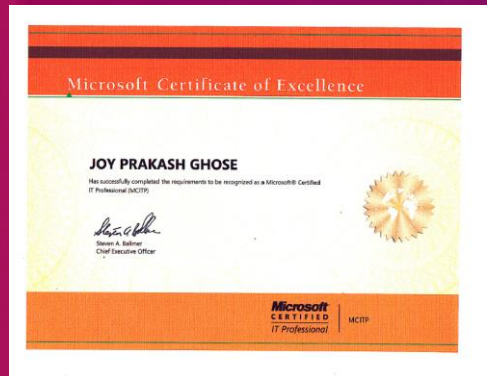 Microsoft Certificate of Excellence
JOY PRAKASH GHOSE
Has successfully completed the requirements to be recognized as a Microsoft® Certified
IT Professional (MCITP)
Steven A. Ballmer
Chief Executive Officer
Microsoft
CERTIFIED
IT Professional
MCITP